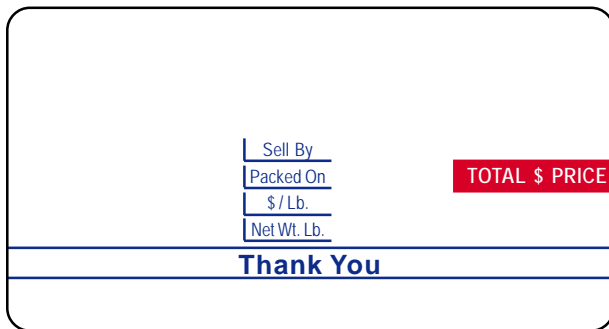 Sell By
Packed On
TOTAL $ PRICE
$ / Lb.
Net Wt. Lb.
Thank You